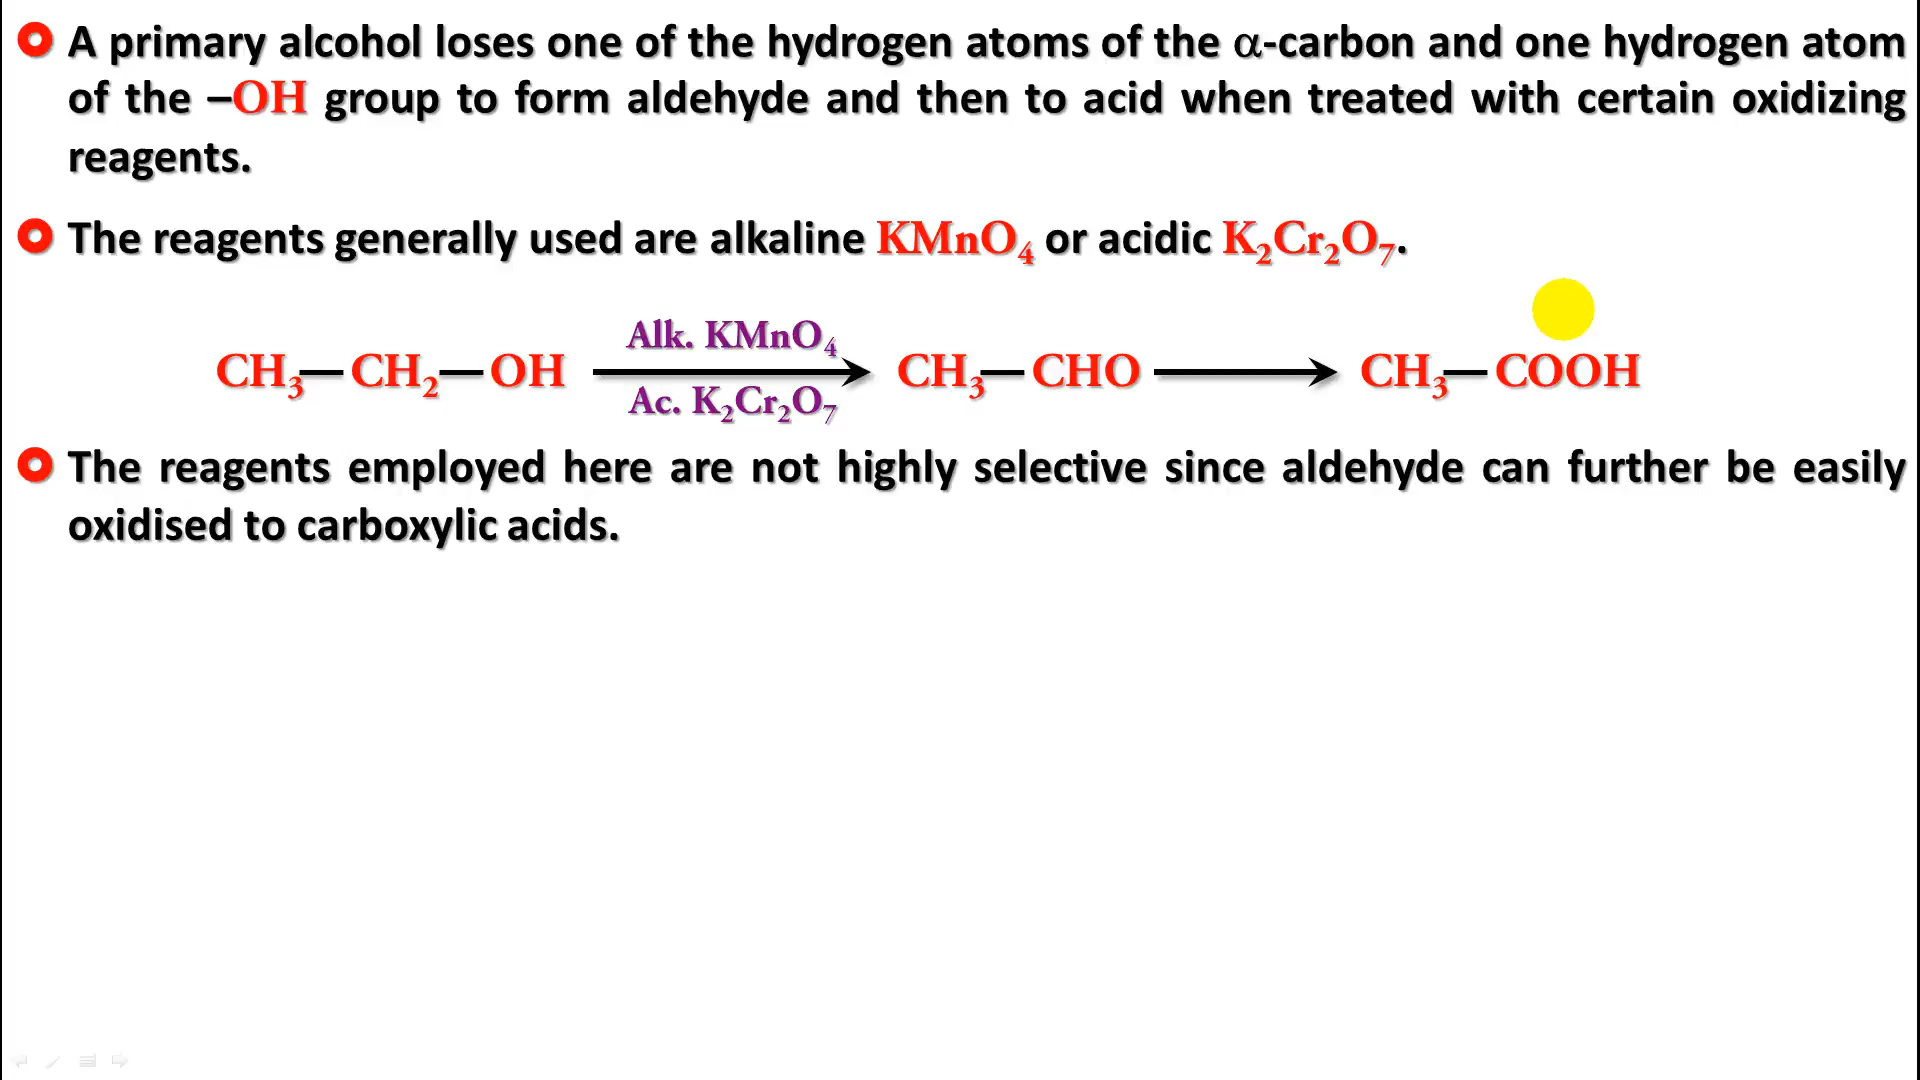 A primary alcohol loses one of the hydrogen atoms of the α-carbon and one hydrogen atom
of the –OH group to form aldehyde and then to acid when treated with certain oxidizing
reagents.
The reagents generally used are alkaline KMnO₄ or acidic K₂Cr₂O₇.
Alk. KMnO₄
CH₃—CH₂—OH ⟶ CH₃—CHO ⟶ CH₃—COOH
Ac. K₂Cr₂O₇
The reagents employed here are not highly selective since aldehyde can further be easily
oxidised to carboxylic acids.